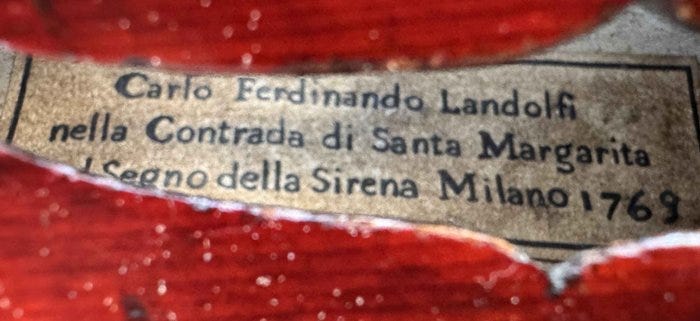 Carlo Ferdinando Landolfi
nella Contrada di Santa Margarita
Segno della Sirena Milano 1769